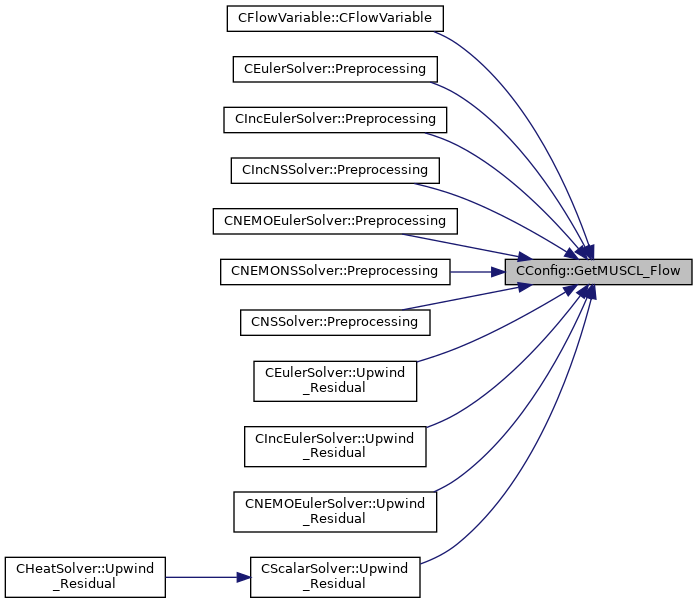 CFlowVariable::CFlowVariable
CEulerSolver::Preprocessing
CIncEulerSolver::Preprocessing
CIncNSSolver::Preprocessing
CNEMOEulerSolver::Preprocessing
CConfig::GetMUSCL_Flow
CNEMONSSolver::Preprocessing
CNSSolver::Preprocessing
CEulerSolver::Upwind
_Residual
CIncEulerSolver::Upwind
_Residual
CNEMOEulerSolver::Upwind
_Residual
CHeatSolver::Upwind
_Residual
CScalarSolver::Upwind
_Residual